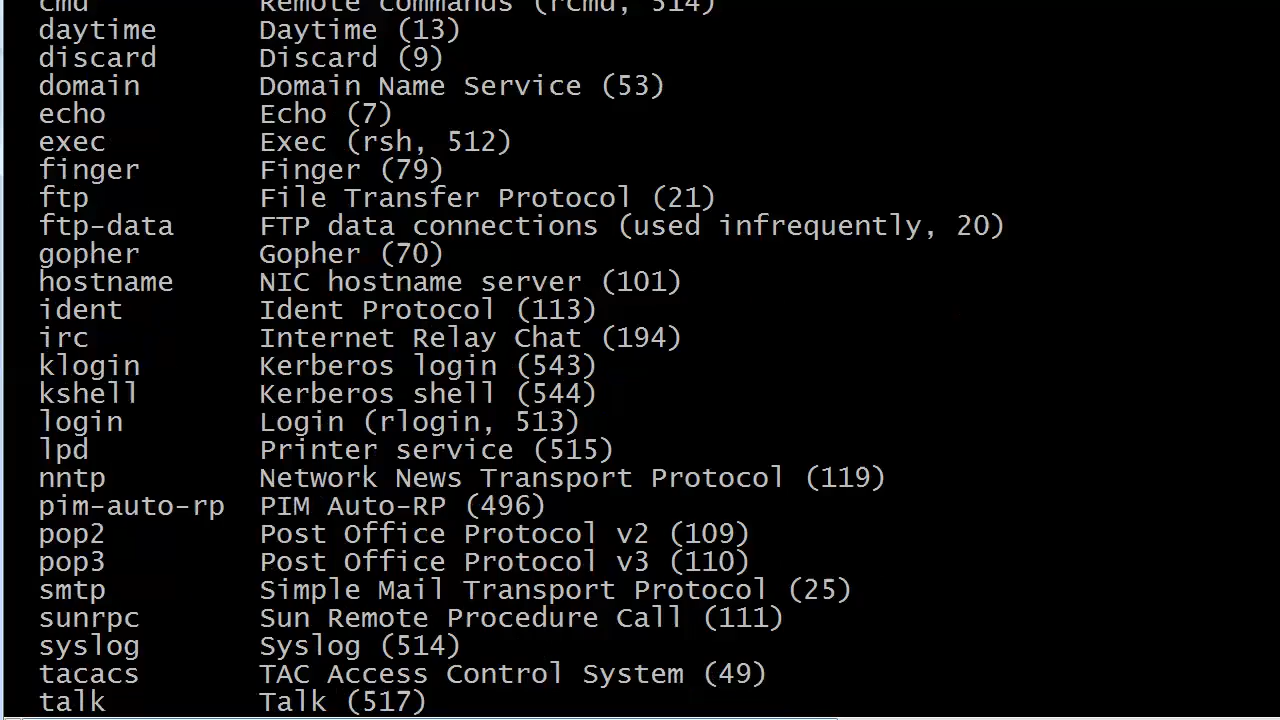 cmd Remote commands (rcmd, 514)
daytime Daytime (13)
discard Discard (9)
domain Domain Name Service (53)
echo Echo (7)
exec Exec (rsh, 512)
finger Finger (79)
ftp File Transfer Protocol (21)
ftp-data FTP data connections (used infrequently, 20)
gopher Gopher (70)
hostname NIC hostname server (101)
ident Ident Protocol (113)
irc Internet Relay Chat (194)
klogin Kerberos login (543)
kshell Kerberos shell (544)
login Login (rlogin, 513)
lpd Printer service (515)
nntp Network News Transport Protocol (119)
pim-auto-rp PIM Auto-RP (496)
pop2 Post Office Protocol v2 (109)
pop3 Post Office Protocol v3 (110)
smtp Simple Mail Transport Protocol (25)
sunrpc Sun Remote Procedure Call (111)
syslog Syslog (514)
tacacs TAC Access Control System (49)
talk Talk (517)